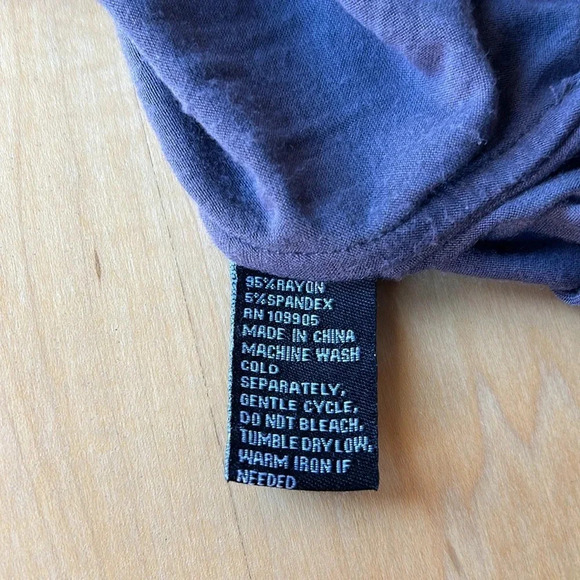 95%RAYON
5%SPANDEX
RN 109905
MADE IN CHINA
MACHINE WASH
COLD
SEPARATELY,
GENTLE CYCLE,
DO NOT BLEACH,
TUMBLE DRY LOW,
WARM IRON IF
NEEDED